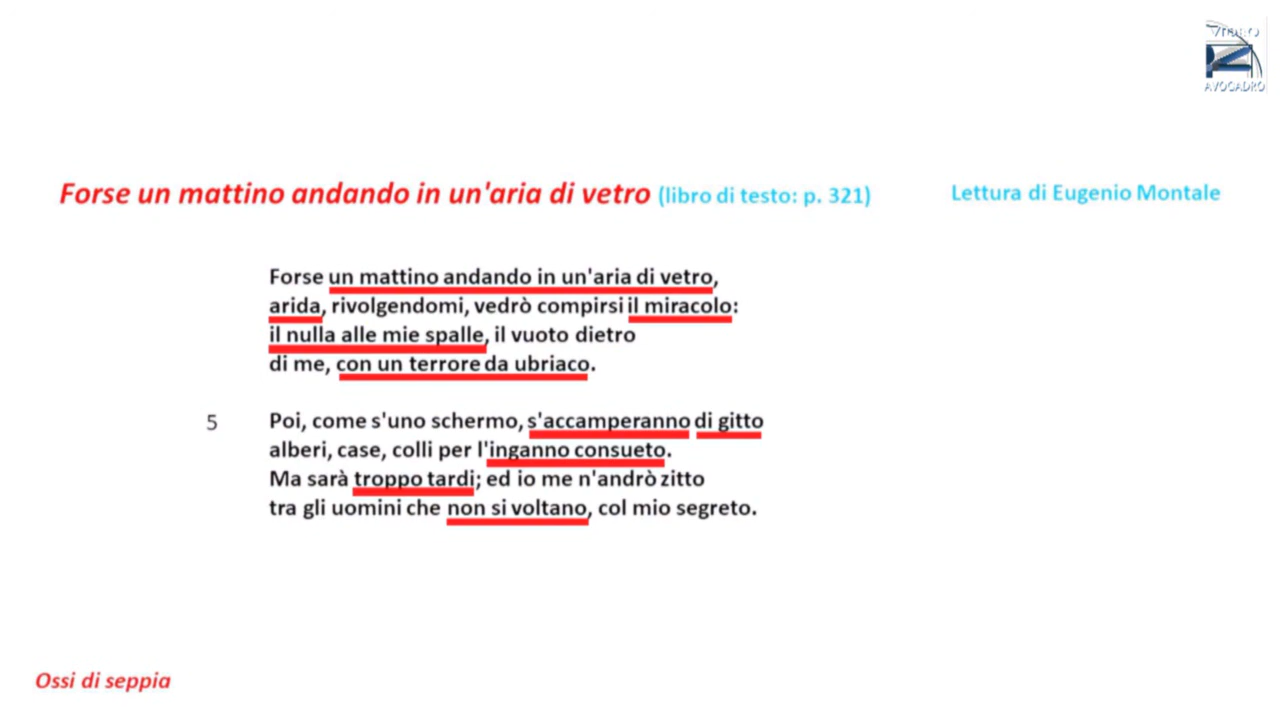 VIDEO
AVOGADRO
Forse un mattino andando in un'aria di vetro (libro di testo: p. 321)
Lettura di Eugenio Montale
Forse un mattino andando in un'aria di vetro,
arida, rivolgendomi, vedrò compirsi il miracolo:
il nulla alle mie spalle, il vuoto dietro
di me, con un terrore da ubriaco.
5 Poi, come s'uno schermo, s'accamperanno di gitto
alberi, case, colli per l'inganno consueto.
Ma sarà troppo tardi; ed io me n'andrò zitto
tra gli uomini che non si voltano, col mio segreto.
Ossi di seppia